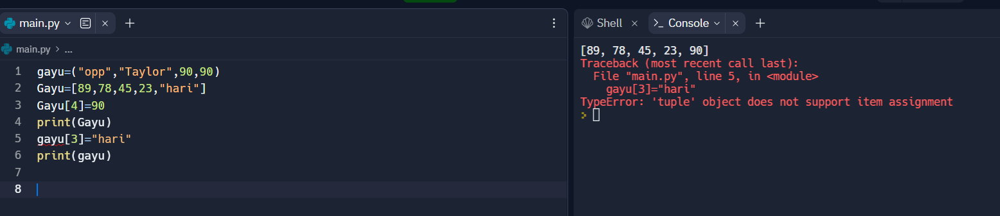 main.py
main.py > ...
1 gayu=("opp","Taylor",90,90)
2 Gayu=[89,78,45,23,"hari"]
3 Gayu[4]=90
4 print(Gayu)
5 gayu[3]="hari"
6 print(gayu)
7
8
Shell
Console
[89, 78, 45, 23, 90]
Traceback (most recent call last):
  File "main.py", line 5, in <module>
    gayu[3]="hari"
TypeError: 'tuple' object does not support item assignment
>